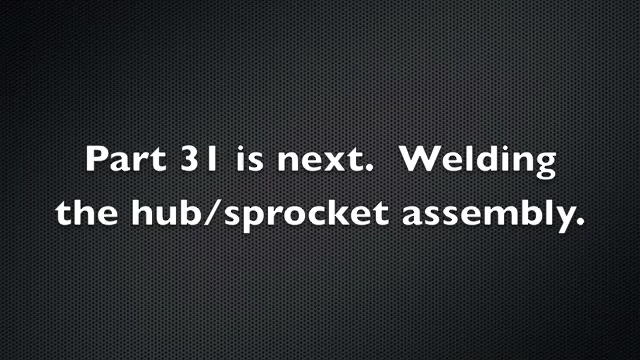 Part 31 is next.  Welding
the hub/sprocket assembly.